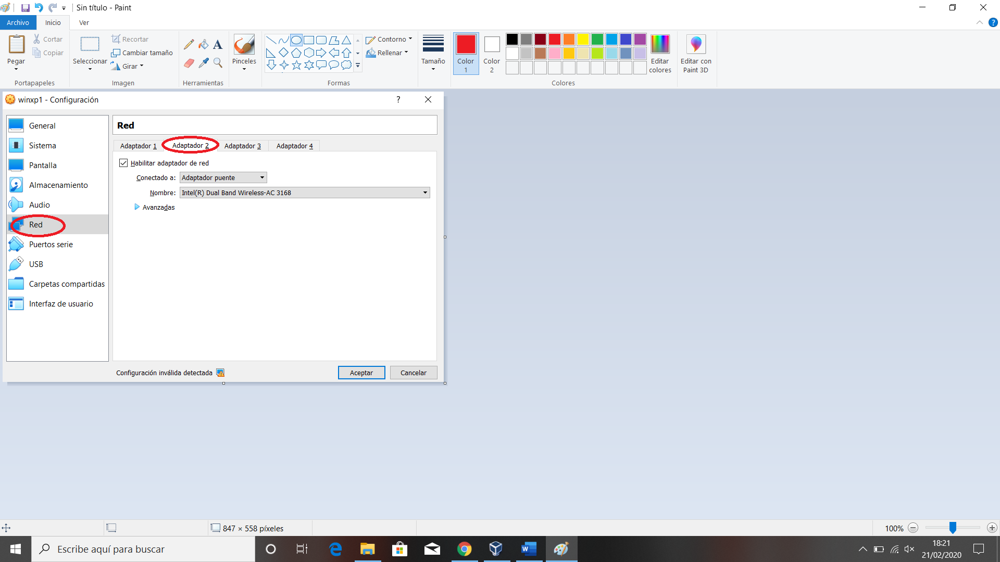 Sin título - Paint
Archivo
Inicio
Ver
Pegar
Cortar
Copiar
Portapapeles
Seleccionar
Recortar
Cambiar tamaño
Girar
Imagen
A
Herramientas
Pinceles
Contorno
Rellenar
Formas
Tamaño
Color
1
Color
2
Editar
colores
Colores
Editar con
Paint 3D
?
winxp1 - Configuración
?
General
Sistema
Pantalla
Almacenamiento
Audio
Red
Puertos serie
USB
Carpetas compartidas
Interfaz de usuario
Red
Adaptador 1
Adaptador 2
Adaptador 3
Adaptador 4
Habilitar adaptador de red
Conectado a: Adaptador puente
Nombre: Intel(R) Dual Band Wireless-AC 3168
Avanzadas
Configuración inválida detectada
Aceptar
Cancelar
847 × 558 píxeles
100%
Escribe aquí para buscar
18:21
21/02/2020